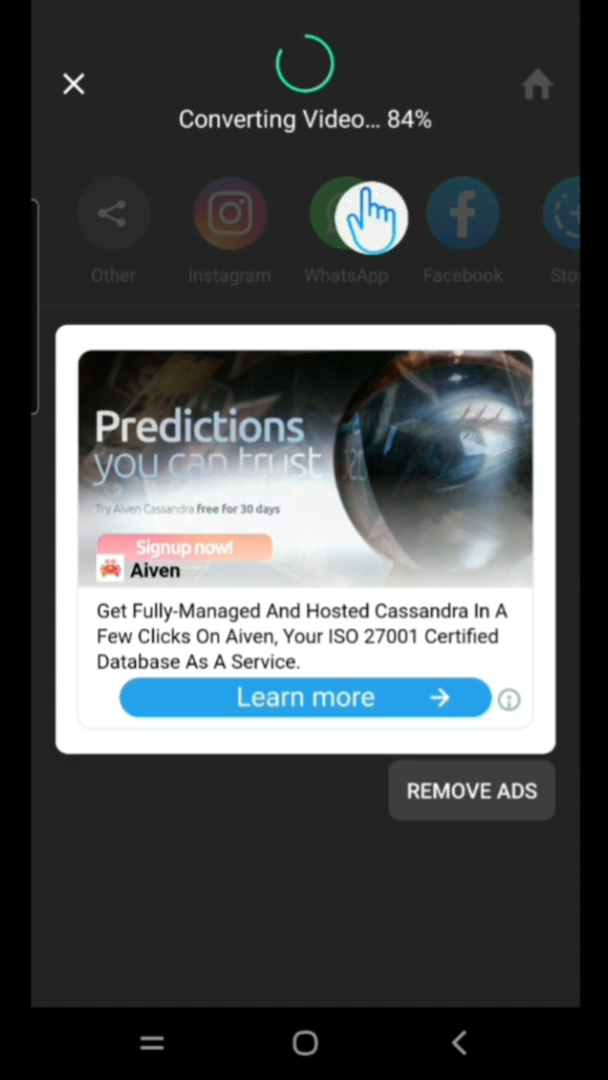 Converting Video... 84%
Other
Instagram
WhatsApp
Facebook
Predictions
you can trust
Try Aiven Cassandra free for 30 days
Signup now!
Aiven
Get Fully-Managed And Hosted Cassandra In A
Few Clicks On Aiven, Your ISO 27001 Certified
Database As A Service.
Learn more
REMOVE ADS